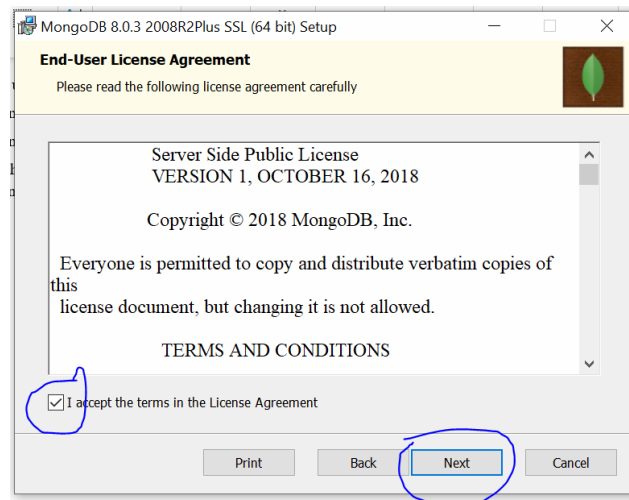 MongoDB 8.0.3 2008R2Plus SSL (64 bit) Setup
End-User License Agreement
Please read the following license agreement carefully
Server Side Public License
VERSION 1, OCTOBER 16, 2018
Copyright © 2018 MongoDB, Inc.
Everyone is permitted to copy and distribute verbatim copies of
this
license document, but changing it is not allowed.
TERMS AND CONDITIONS
I accept the terms in the License Agreement
Print Back Next Cancel